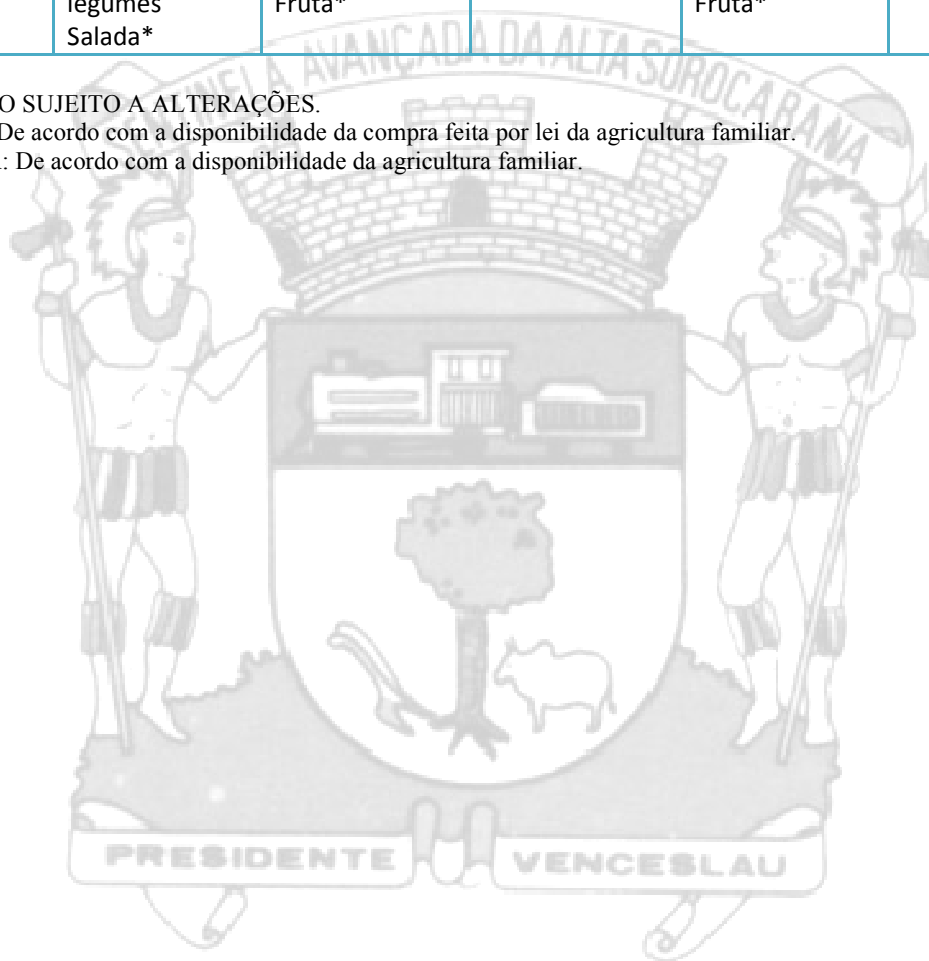 legumes Fruta* Fruta*
Salada*
O SUJEITO A ALTERAÇÕES.
De acordo com a disponibilidade da compra feita por lei da agricultura familiar.
: De acordo com a disponibilidade da agricultura familiar.
SENTINELA AVANÇADA DA ALTA SOROCABANA
PRESIDENTE VENCESLAU